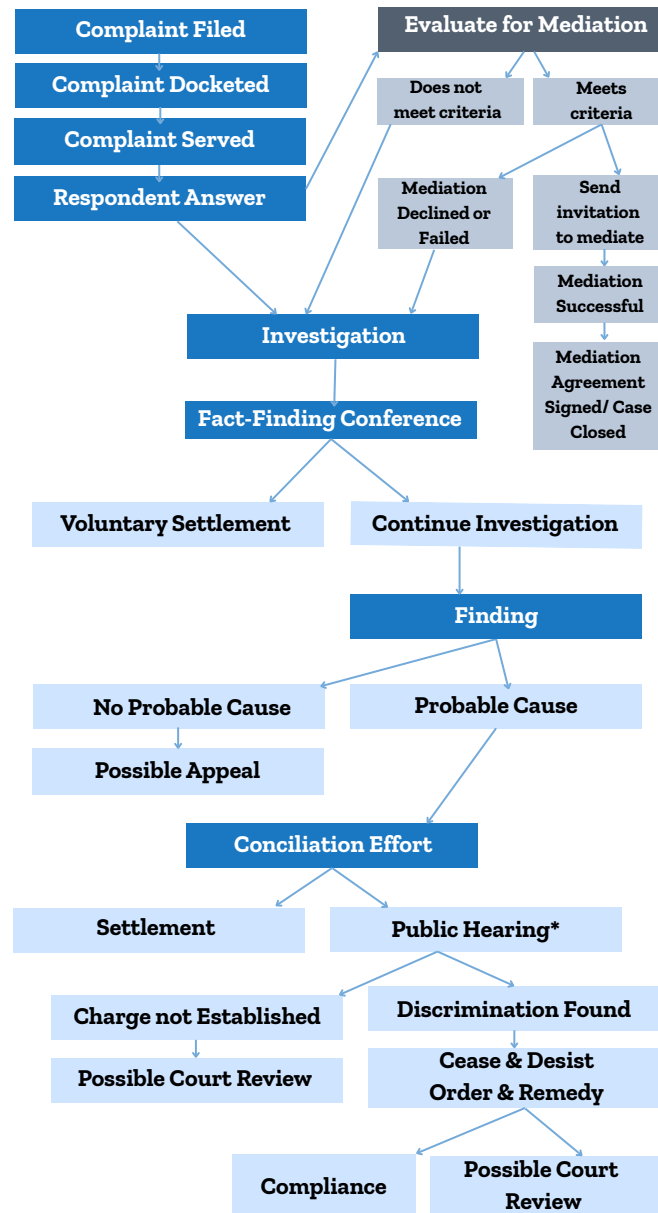 Complaint Filed
Complaint Docketed
Complaint Served
Respondent Answer
Evaluate for Mediation
Does not
meet criteria
Meets
criteria
Mediation
Declined or
Failed
Send
invitation
to mediate
Mediation
Successful
Mediation
Agreement
Signed/ Case
Closed
Investigation
Fact-Finding Conference
Voluntary Settlement
Continue Investigation
Finding
No Probable Cause
Probable Cause
Possible Appeal
Conciliation Effort
Settlement
Public Hearing*
Charge not Established
Discrimination Found
Possible Court Review
Cease & Desist
Order & Remedy
Compliance
Possible Court
Review